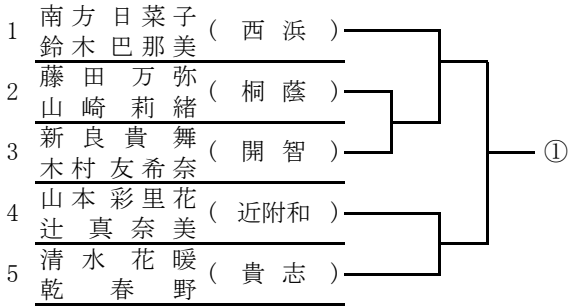 1 南方 日菜子 ( 西 浜 )
鈴木 巴那美
2 藤田 万弥 ( 桐 蔭 )
山崎 莉緒
3 新良貴 舞 ( 開 智 )
木村 友希奈
4 山本 彩里花 ( 近附和 )
辻 真奈美
5 清水 花暖 ( 貴 志 )
乾 春野
①